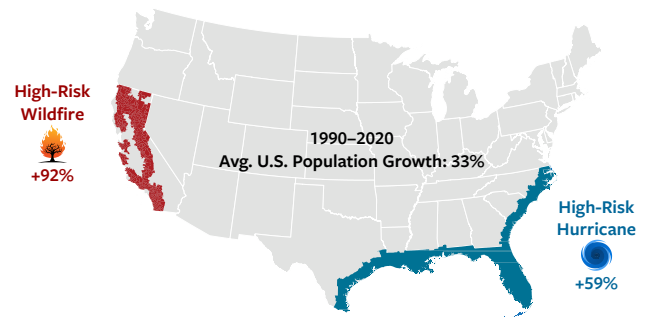 High-Risk
Wildfire
+92%
1990–2020
Avg. U.S. Population Growth: 33%
High-Risk
Hurricane
+59%